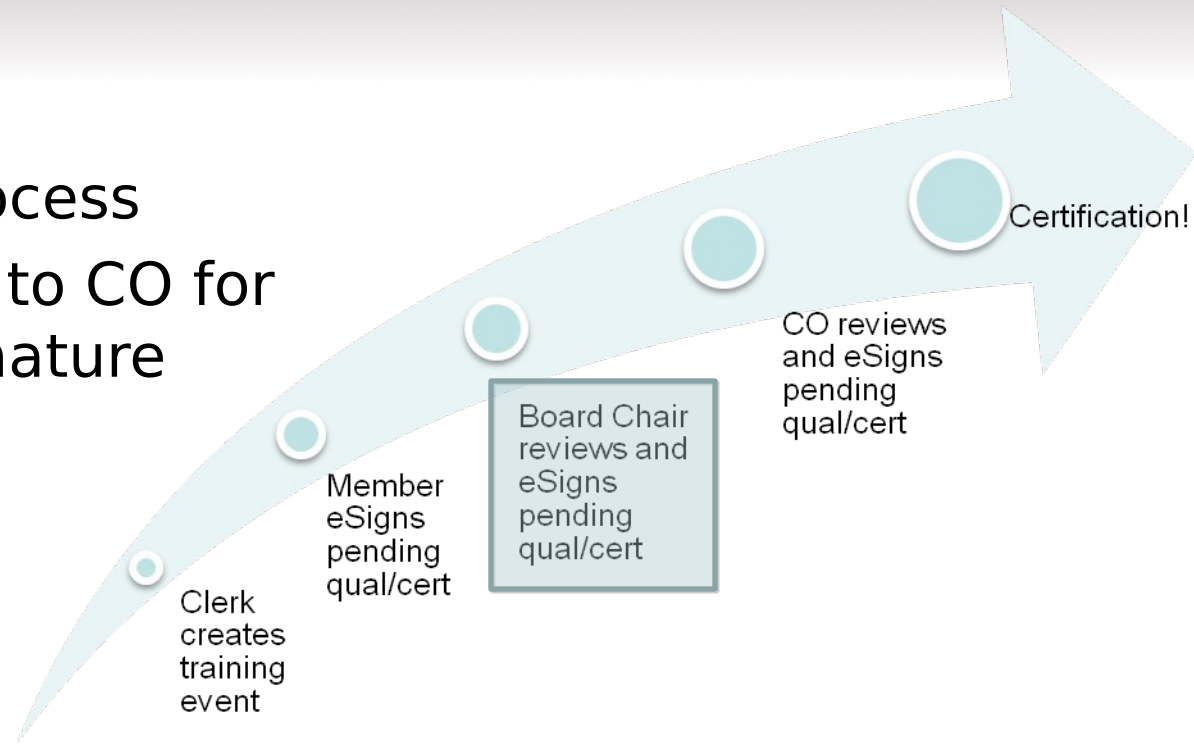 ocess
to CO for
nature
Clerk
creates
training
event
Member
eSigns
pending
qual/cert
Board Chair
reviews and
eSigns
pending
qual/cert
CO reviews
and eSigns
pending
qual/cert
Certification!